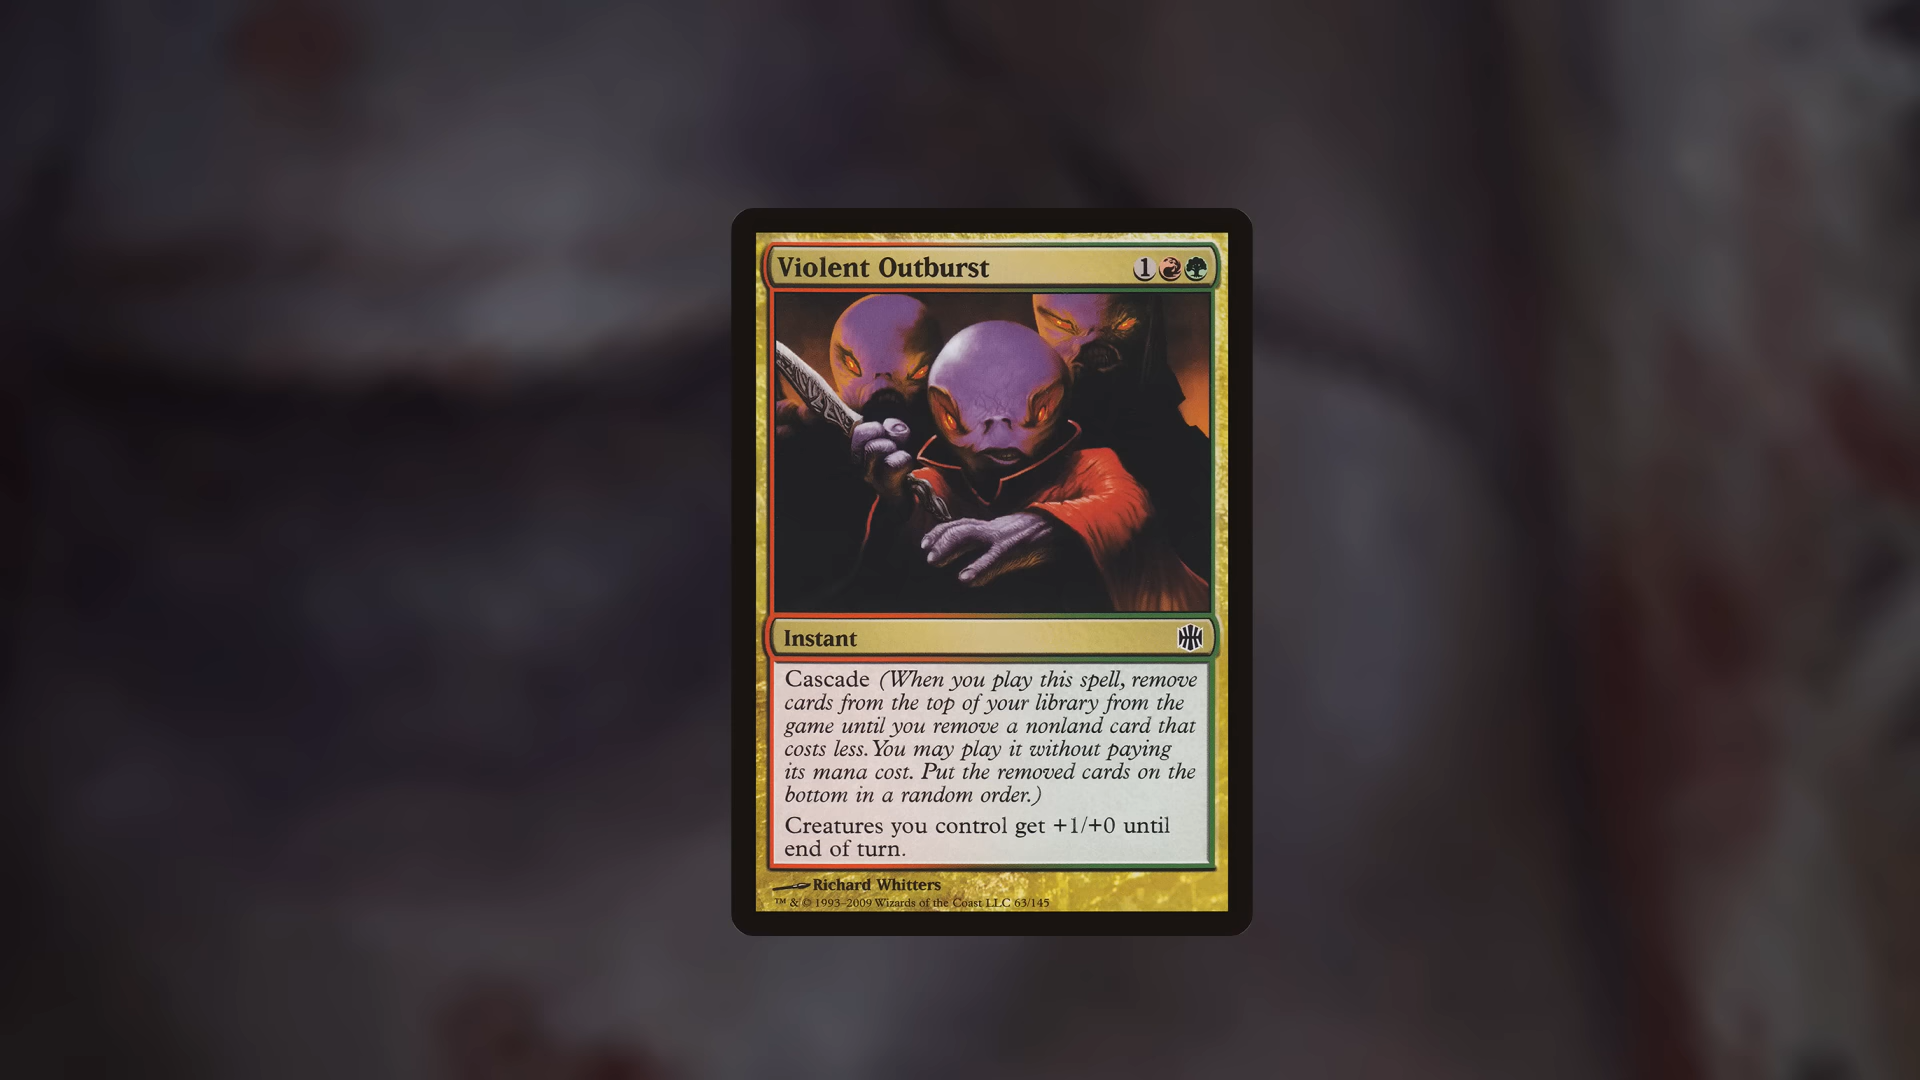 Violent Outburst 1
Instant
Cascade (When you play this spell, remove
cards from the top of your library from the
game until you remove a nonland card that
costs less. You may play it without paying
its mana cost. Put the removed cards on the
bottom in a random order.)
Creatures you control get +1/+0 until
end of turn.
Richard Whitters
™ & © 1993–2009 Wizards of the Coast LLC 63/145